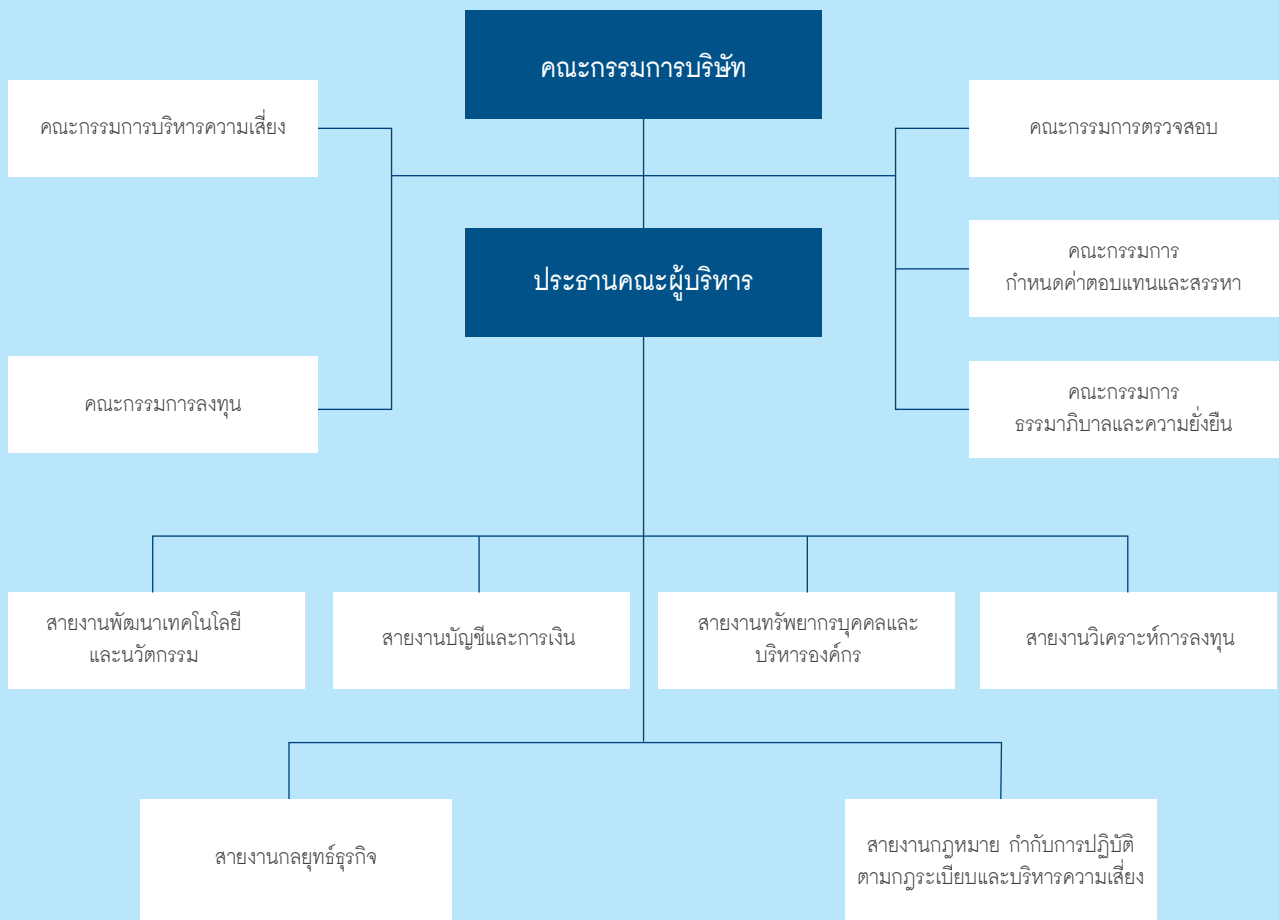 คณะกรรมการบริษัท
คณะกรรมการบริหารความเสี่ยง
คณะกรรมการตรวจสอบ
ประธานคณะผู้บริหาร
คณะกรรมการ
กำหนดค่าตอบแทนและสรรหา
คณะกรรมการลงทุน
คณะกรรมการ
ธรรมาภิบาลและความยั่งยืน
สายงานพัฒนาเทคโนโลยี
และนวัตกรรม
สายงานบัญชีและการเงิน
สายงานทรัพยากรบุคคลและ
บริหารองค์กร
สายงานวิเคราะห์การลงทุน
สายงานกลยุทธ์ธุรกิจ
สายงานกฎหมาย กำกับการปฏิบัติ
ตามกฎระเบียบและบริหารความเสี่ยง